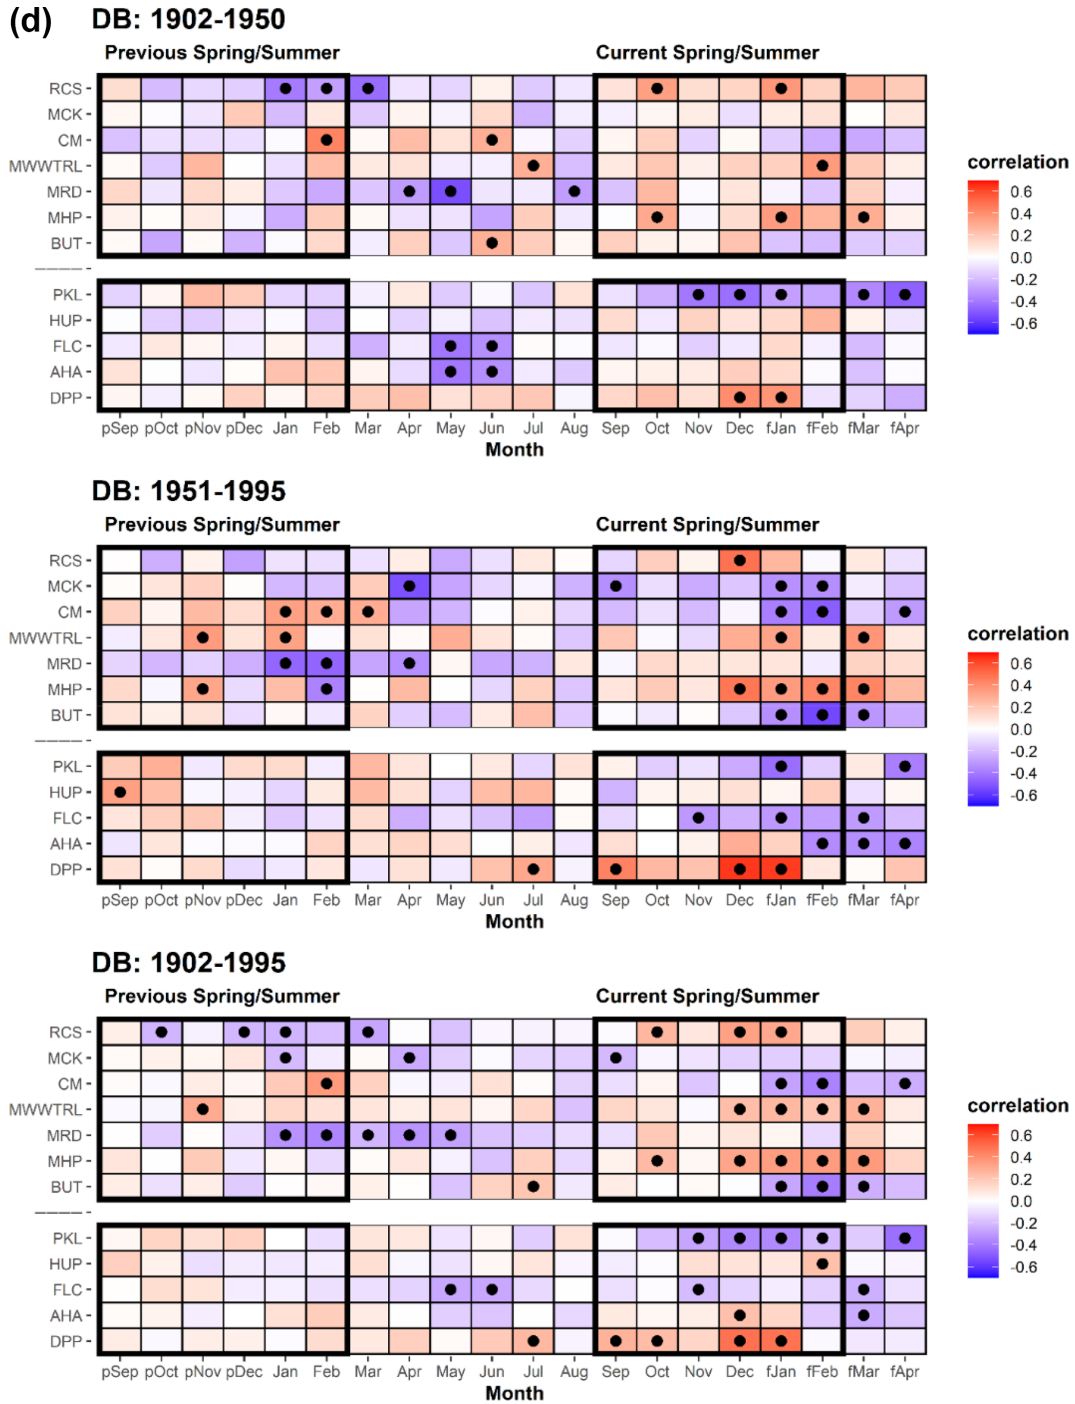 (d) DB: 1902-1950
Previous Spring/Summer Current Spring/Summer
RCS
MCK
CM
MWWTRL
MRD
MHP
BUT
PKL
HUP
FLC
AHA
DPP
pSep pOct pNov pDec Jan Feb Mar Apr May Jun Jul Aug Sep Oct Nov Dec fJan fFeb fMar fApr
Month
correlation
0.6
0.4
0.2
0.0
-0.2
-0.4
-0.6
DB: 1951-1995
Previous Spring/Summer Current Spring/Summer
RCS
MCK
CM
MWWTRL
MRD
MHP
BUT
PKL
HUP
FLC
AHA
DPP
pSep pOct pNov pDec Jan Feb Mar Apr May Jun Jul Aug Sep Oct Nov Dec fJan fFeb fMar fApr
Month
correlation
0.6
0.4
0.2
0.0
-0.2
-0.4
-0.6
DB: 1902-1995
Previous Spring/Summer Current Spring/Summer
RCS
MCK
CM
MWWTRL
MRD
MHP
BUT
PKL
HUP
FLC
AHA
DPP
pSep pOct pNov pDec Jan Feb Mar Apr May Jun Jul Aug Sep Oct Nov Dec fJan fFeb fMar fApr
Month
correlation
0.6
0.4
0.2
0.0
-0.2
-0.4
-0.6